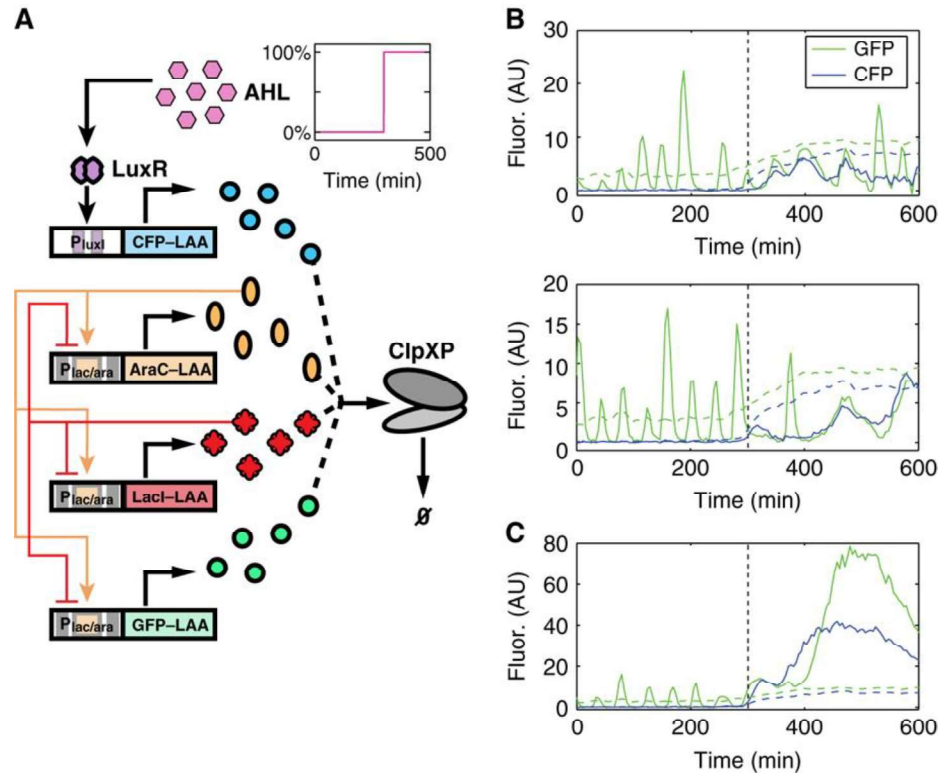 A
100%
AHL
0%
0
500
Time (min)
LuxR
PluxI
CFP–LAA
Plac/ara
AraC–LAA
ClpXP
Plac/ara
LacI–LAA
Ø
Plac/ara
GFP–LAA
B
30
20
10
0
Fluor. (AU)
GFP
CFP
0
200
400
600
Time (min)
20
15
10
5
0
Fluor. (AU)
0
200
400
600
Time (min)
C
80
60
40
20
0
Fluor. (AU)
0
200
400
600
Time (min)